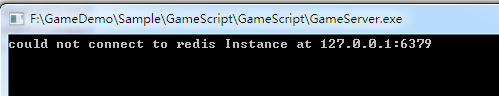 F:\GameDemo\Sample\GameScript\GameScript\GameServer.exe
could not connect to redis Instance at 127.0.0.1:6379